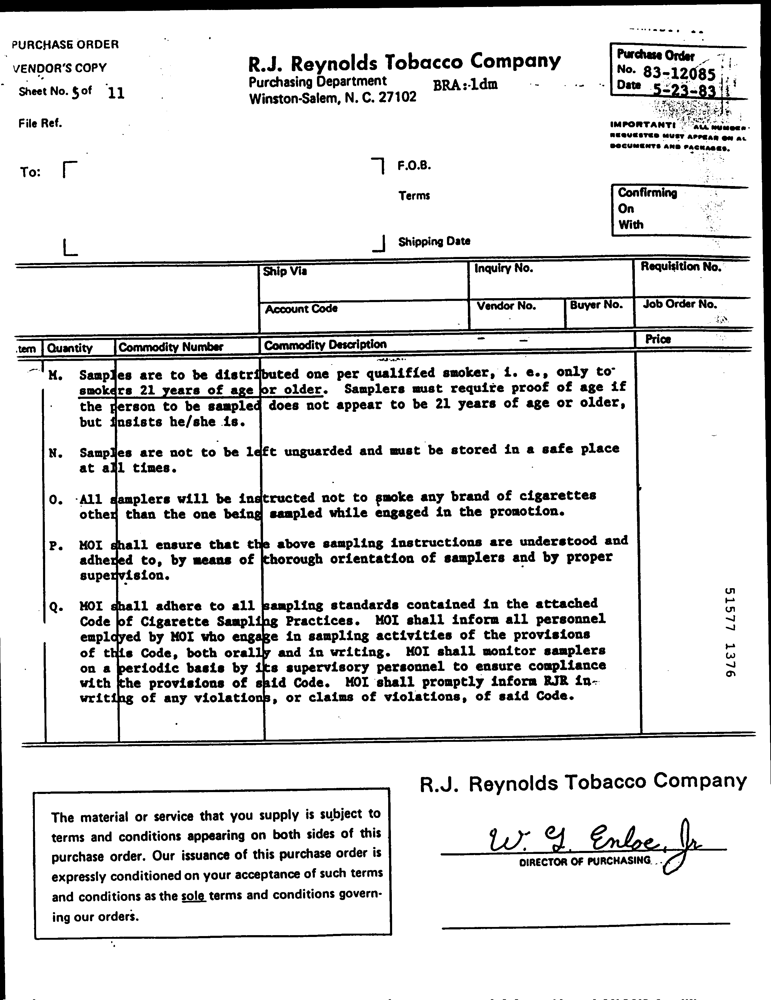 PURCHASE ORDER
VENDOR'S COPY
Sheet No. 5 of 11
File Ref.
R.J. Reynolds Tobacco Company
Purchasing Department BRA:ldm
Winston-Salem, N. C. 27102
Purchase Order
No. 83-12085
Date 5-23-83
IMPORTANT! ALL NUMBER
REQUESTED MUST APPEAR ON AL
DOCUMENTS AND PACKAGES.
To:
F.O.B.
Terms
Shipping Date
Confirming
On
With
Ship Via
Inquiry No.
Requisition No.
Account Code
Vendor No.
Buyer No.
Job Order No.
tem Quantity Commodity Number Commodity Description Price
M. Samples are to be distributed one per qualified smoker, i. e., only to
smokers 21 years of age or older. Samplers must require proof of age if
the person to be sampled does not appear to be 21 years of age or older,
but insists he/she is.
N. Samples are not to be left unguarded and must be stored in a safe place
at all times.
O. All samplers will be instructed not to smoke any brand of cigarettes
other than the one being sampled while engaged in the promotion.
P. MOI shall ensure that the above sampling instructions are understood and
adhered to, by means of thorough orientation of samplers and by proper
supervision.
Q. MOI shall adhere to all sampling standards contained in the attached
Code of Cigarette Sampling Practices. MOI shall inform all personnel
employed by MOI who engage in sampling activities of the provisions
of this Code, both orally and in writing. MOI shall monitor samplers
on a periodic basis by its supervisory personnel to ensure compliance
with the provisions of said Code. MOI shall promptly inform RJR in
writing of any violations, or claims of violations, of said Code.
51577 1376
The material or service that you supply is subject to
terms and conditions appearing on both sides of this
purchase order. Our issuance of this purchase order is
expressly conditioned on your acceptance of such terms
and conditions as the sole terms and conditions govern-
ing our orders.
R.J. Reynolds Tobacco Company
W. G. Enloe, Jr
DIRECTOR OF PURCHASING